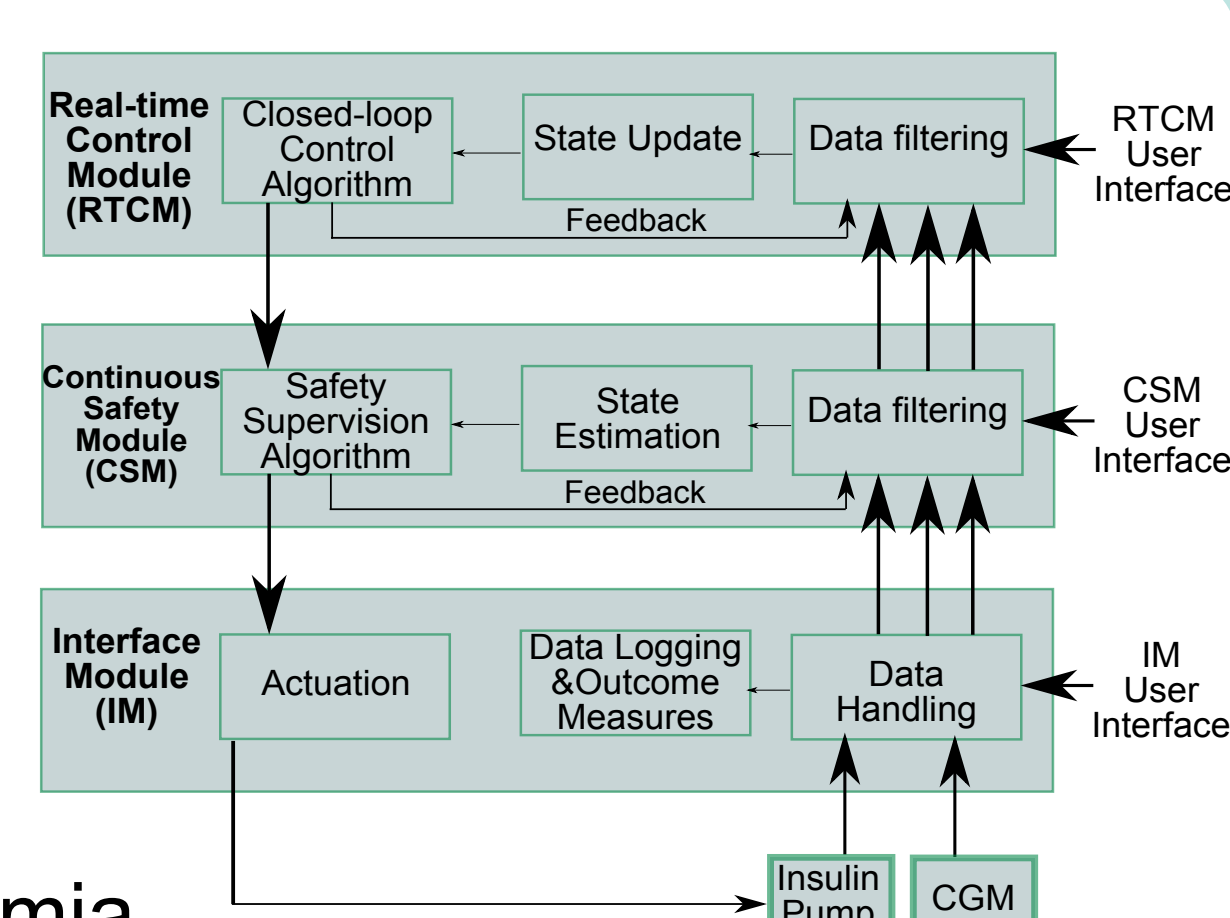 Real-time
Control
Module
(RTCM)
Closed-loop
Control
Algorithm
State Update
Data filtering
RTCM
User
Interface
Feedback
Continuous
Safety
Module
(CSM)
Safety
Supervision
Algorithm
State
Estimation
Data filtering
CSM
User
Interface
Feedback
Interface
Module
(IM)
Actuation
Data Logging
&Outcome
Measures
Data
Handling
IM
User
Interface
Insulin
Pump
CGM
mia